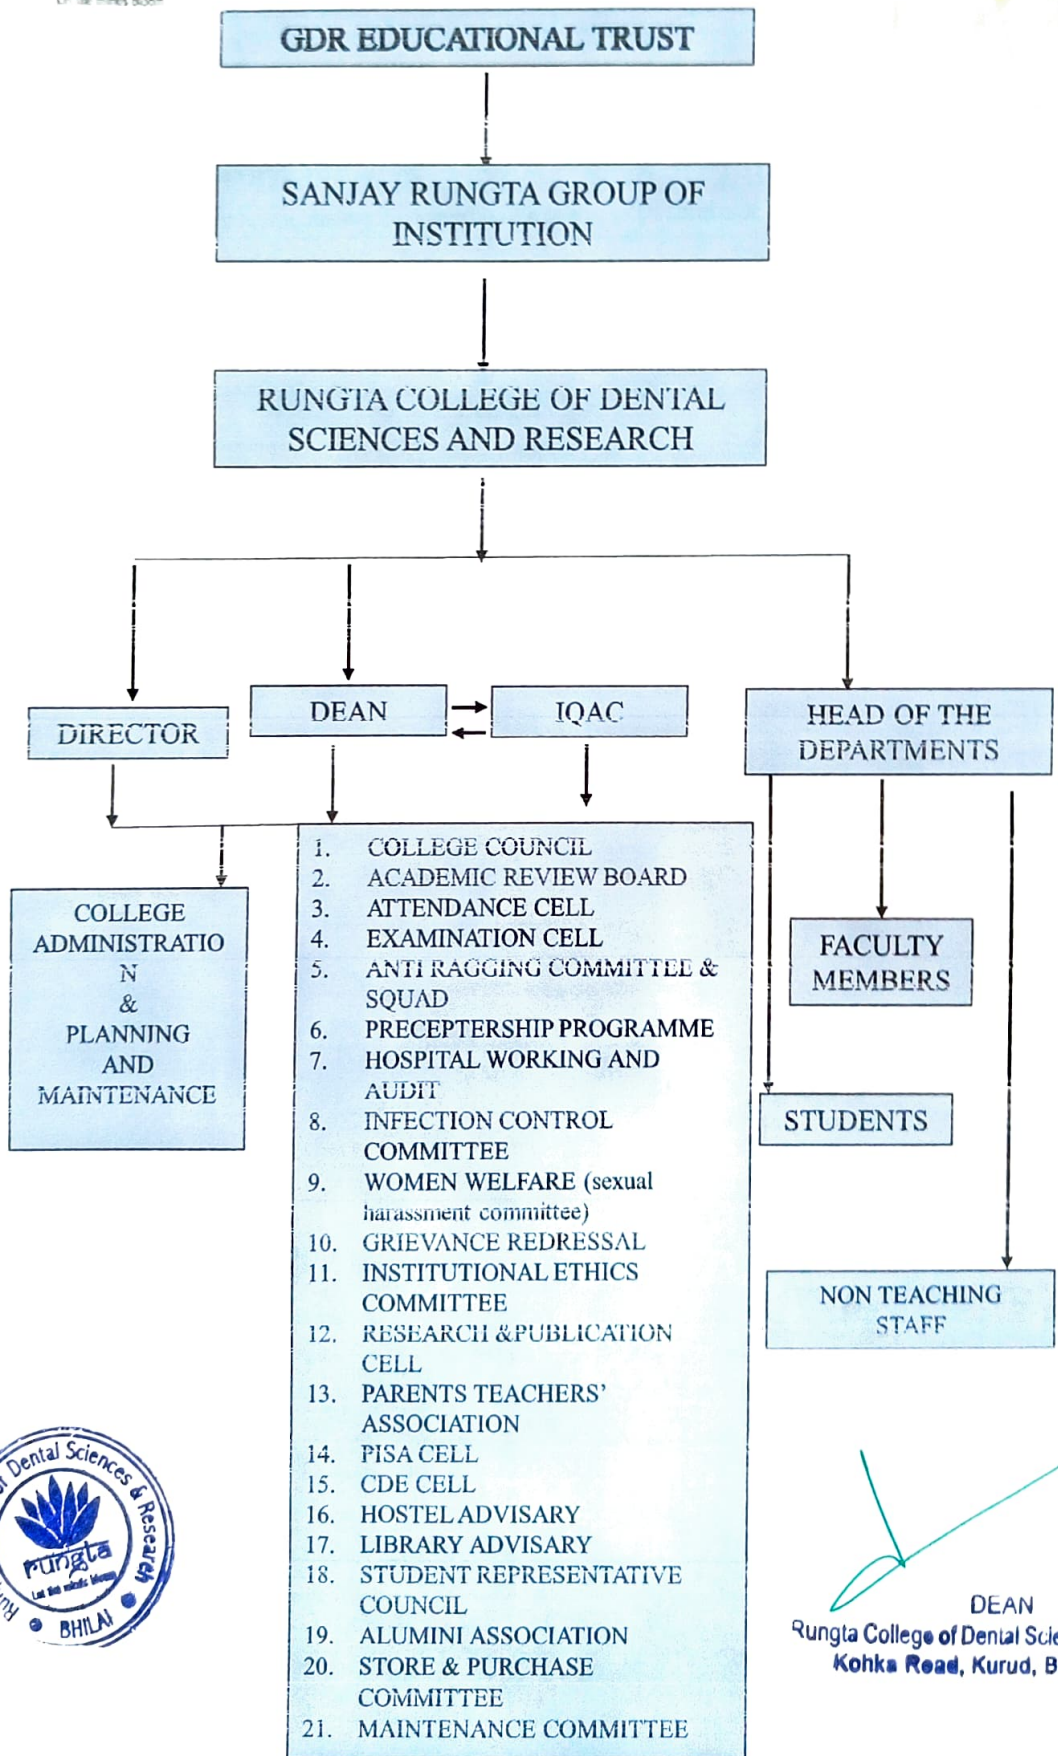 GDR EDUCATIONAL TRUST
SANJAY RUNGTA GROUP OF
INSTITUTION
RUNGTA COLLEGE OF DENTAL
SCIENCES AND RESEARCH
DIRECTOR
DEAN
IQAC
HEAD OF THE
DEPARTMENTS
COLLEGE
ADMINISTRATIO
N
&
PLANNING
AND
MAINTENANCE
1. COLLEGE COUNCIL
2. ACADEMIC REVIEW BOARD
3. ATTENDANCE CELL
4. EXAMINATION CELL
5. ANTI RAGGING COMMITTEE &
SQUAD
6. PRECEPTERSHIP PROGRAMME
7. HOSPITAL WORKING AND
AUDIT
8. INFECTION CONTROL
COMMITTEE
9. WOMEN WELFARE (sexual
harassment committee)
10. GRIEVANCE REDRESSAL
11. INSTITUTIONAL ETHICS
COMMITTEE
12. RESEARCH &PUBLICATION
CELL
13. PARENTS TEACHERS’
ASSOCIATION
14. PISA CELL
15. CDE CELL
16. HOSTEL ADVISARY
17. LIBRARY ADVISARY
18. STUDENT REPRESENTATIVE
COUNCIL
19. ALUMINI ASSOCIATION
20. STORE & PURCHASE
COMMITTEE
21. MAINTENANCE COMMITTEE
FACULTY
MEMBERS
STUDENTS
NON TEACHING
STAFF
of Dental Sciences & Research
rungta
BHILAI
DEAN
Rungta College of Dental Scie
Kohka Road, Kurud, B